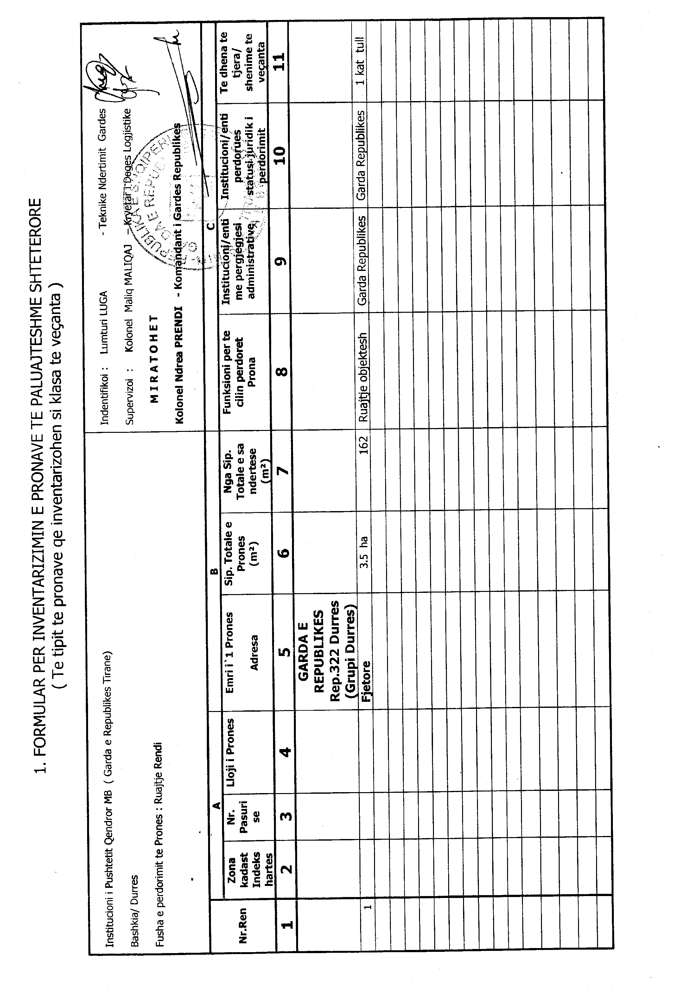 1. FORMULAR PER INVENTARIZIMIN E PRONAVE TE PALUAJTESHME SHTETERORE
( Te tipit te pronave qe inventarizohen si klasa te veçanta )
Institucioni i Pushtetit Qendror MB ( Garda e Republikes Tirane)
Bashkia/ Durres
Fusha e perdorimit te Prones : Ruajtje Rendi
Indentifikoi : Lumturi LUGA - Teknike Ndertimit Gardes
Supervizoi : Kolonel Maliq MALIQAJ - Kryetar i Deges Logjistike
MIRATOHET
Kolonel Ndrea PRENDI - Komandant i Gardes Republikes
A B C
Nr.Ren
Zona
kadast
Indeks
hartes
Nr.
Pasuri
se
Lloji i Prones
Emri i`1 Prones
Adresa
Sip. Totale e
Prones
(m²)
Nga Sip.
Totale e sa
ndertese
(m²)
Funksioni per te
cilin perdoret
Prona
Institucioni/enti
me pergjegjesi
administrative
Institucioni/enti
perdorues
statusi juridik i
perdorimit
Te dhena te
tjera/
shenime te
veçanta
1 2 3 4 5 6 7 8 9 10 11
GARDA E
REPUBLIKES
Rep.322 Durres
(Grupi Durres)
1 Fjetore 3.5 ha 162 Ruajtje objektesh Garda Republikes Garda Republikes 1 kat tull